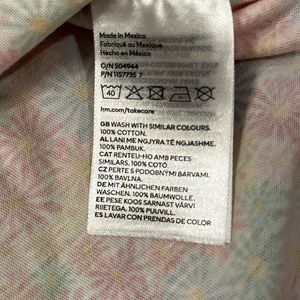 Made in Mexico
Fabriqué au Mexique
Hecho en México
O/N 504944
P/N 1157735 7
40
hm.com/takecare
GB WASH WITH SIMILAR COLOURS.
100% COTTON.
AL LANI ME NGJYRA TË NGJASHME.
100% PAMBUK.
CAT RENTEU-HO AMB PECES
SIMILARS. 100% COTÓ.
CZ PERTE S PODOBNÝMI BARVAMI.
100% BAVLNA.
DE MIT ÄHNLICHEN FARBEN
WASCHEN. 100% BAUMWOLLE.
EE PESE KOOS SARNAST VÄRVI
RIIETEGA. 100% PUUVILL.
ES LAVAR CON PRENDAS DE COLOR